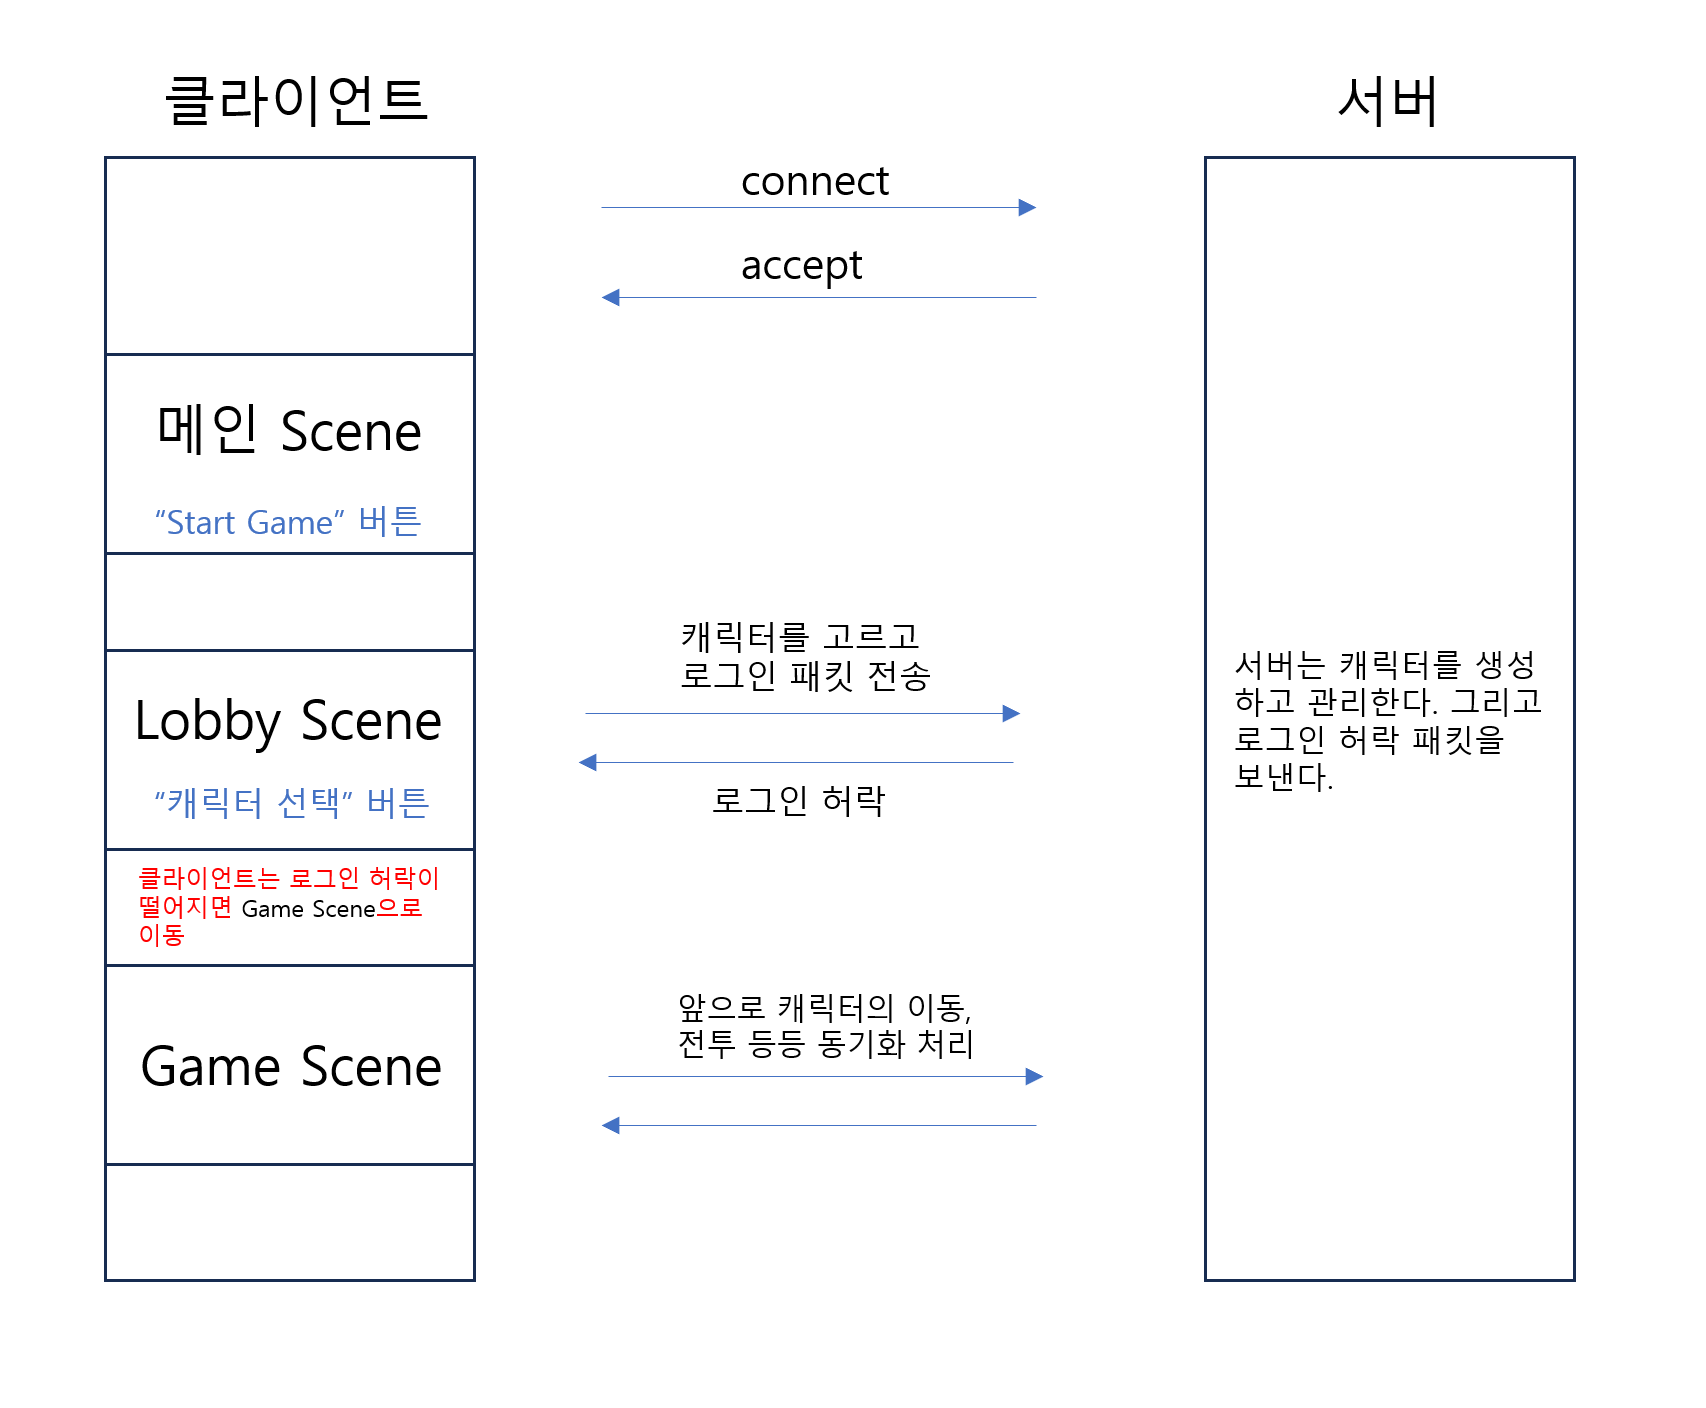 클라이언트
서버
connect
accept
메인 Scene
“Start Game” 버튼
캐릭터를 고르고
로그인 패킷 전송
서버는 캐릭터를 생성
하고 관리한다. 그리고
로그인 허락 패킷을
보낸다.
Lobby Scene
“캐릭터 선택” 버튼
로그인 허락
클라이언트는 로그인 허락이
떨어지면 Game Scene으로
이동
앞으로 캐릭터의 이동,
전투 등등 동기화 처리
Game Scene